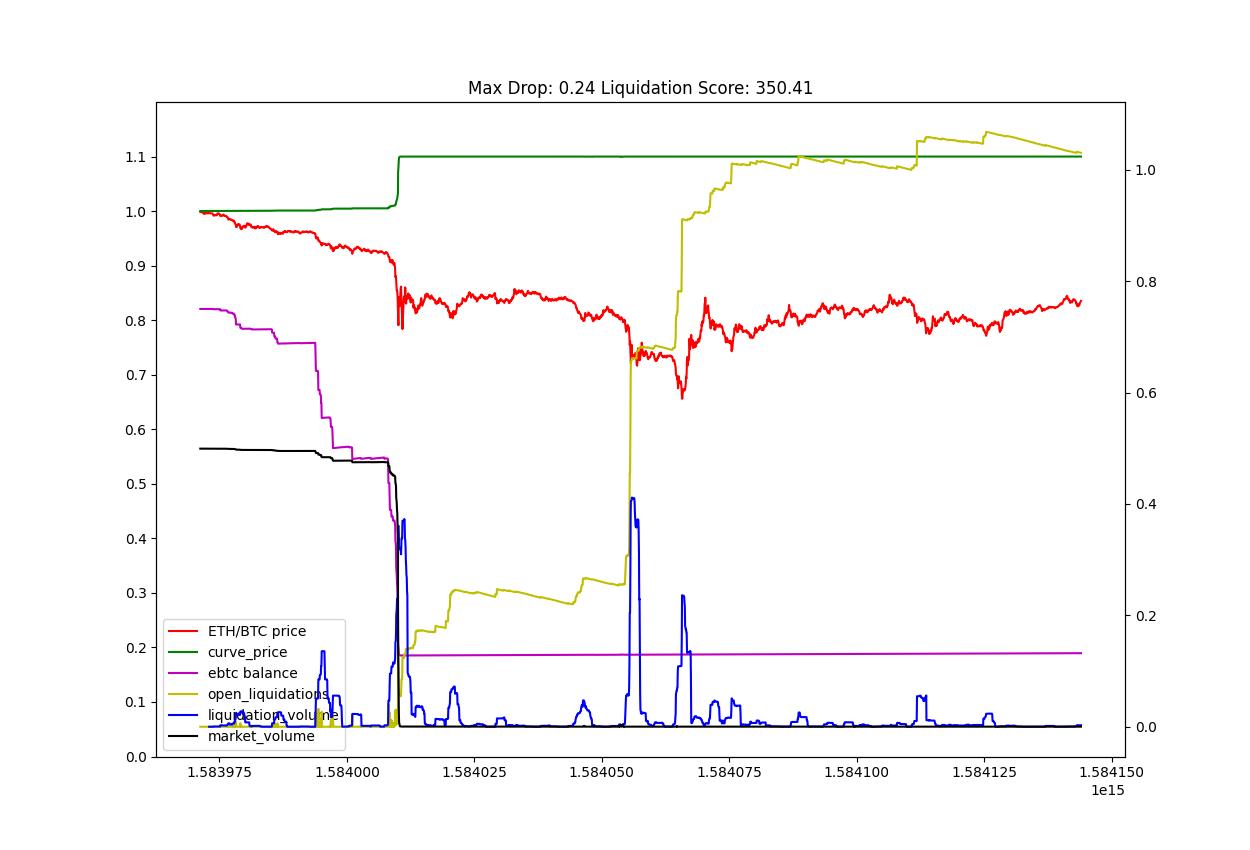 Max Drop: 0.24 Liquidation Score: 350.41
1.1
1.0
0.9
0.8
0.7
0.6
0.5
0.4
0.3
0.2
0.1
0.0
1.0
0.8
0.6
0.4
0.2
0.0
ETH/BTC price
curve_price
ebtc balance
open_liquidations
liquidation_volume
market_volume
1.583975 1.584000 1.584025 1.584050 1.584075 1.584100 1.584125 1.584150
1e15